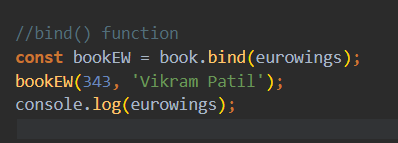 //bind() function
const bookEW = book.bind(eurowings);
bookEW(343, 'Vikram Patil');
console.log(eurowings);